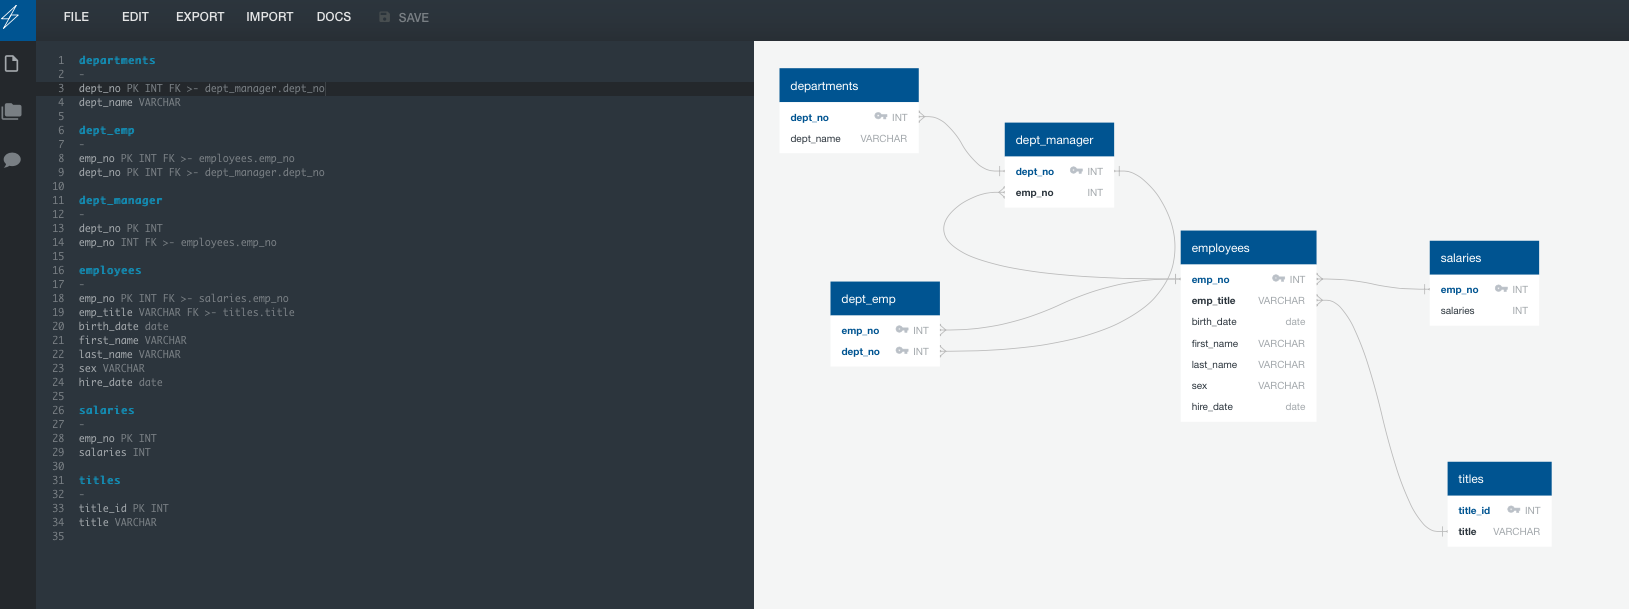 FILE EDIT EXPORT IMPORT DOCS SAVE
1 departments
2 -
3 dept_no PK INT FK >- dept_manager.dept_no
4 dept_name VARCHAR
5
6 dept_emp
7 -
8 emp_no PK INT FK >- employees.emp_no
9 dept_no PK INT FK >- dept_manager.dept_no
10
11 dept_manager
12 -
13 dept_no PK INT
14 emp_no INT FK >- employees.emp_no
15
16 employees
17 -
18 emp_no PK INT FK >- salaries.emp_no
19 emp_title VARCHAR FK >- titles.title
20 birth_date date
21 first_name VARCHAR
22 last_name VARCHAR
23 sex VARCHAR
24 hire_date date
25
26 salaries
27 -
28 emp_no PK INT
29 salaries INT
30
31 titles
32 -
33 title_id PK INT
34 title VARCHAR
35
departments
dept_no INT
dept_name VARCHAR
dept_manager
dept_no INT
emp_no INT
dept_emp
emp_no INT
dept_no INT
employees
emp_no INT
emp_title VARCHAR
birth_date date
first_name VARCHAR
last_name VARCHAR
sex VARCHAR
hire_date date
salaries
emp_no INT
salaries INT
titles
title_id INT
title VARCHAR